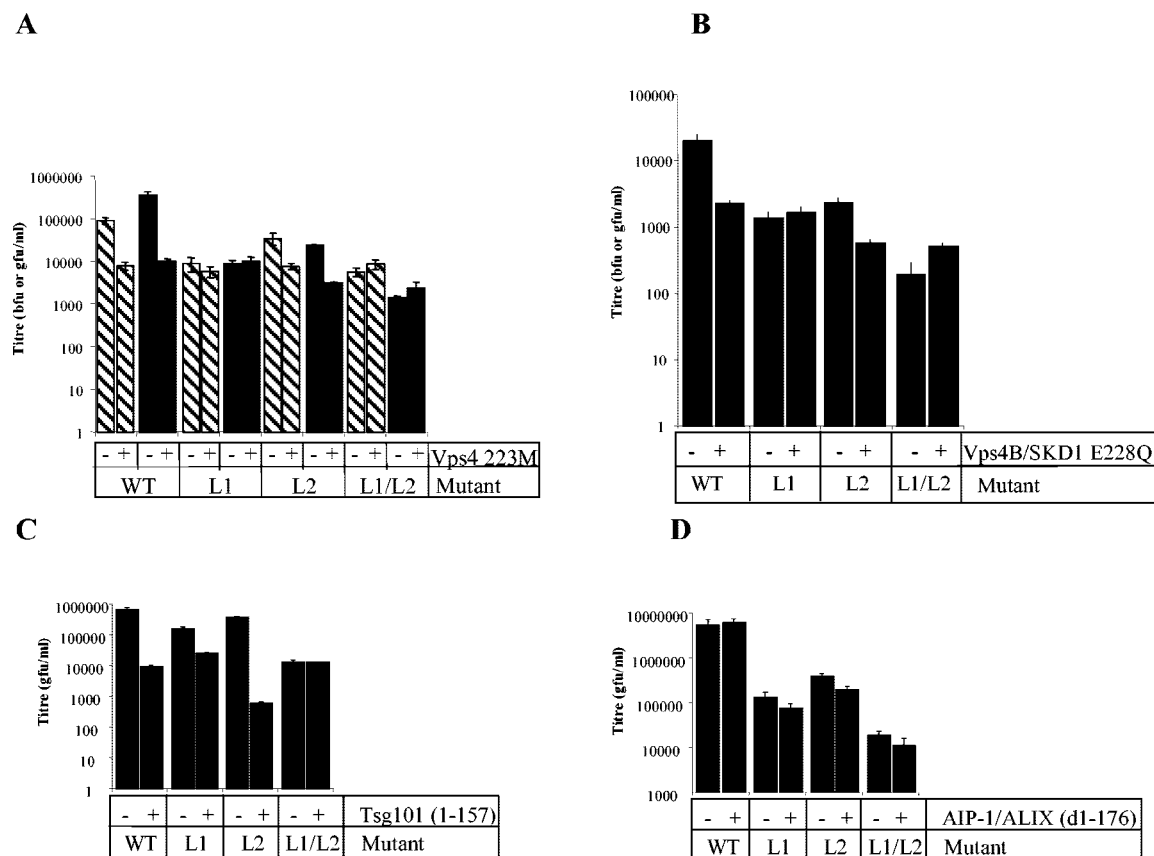 A
Titre (bfu or gfu/ml)
1000000
100000
10000
1000
100
10
1
- + - + - + - + - + - + - + - + Vps4 223M
WT L1 L2 L1/L2 Mutant
B
Titre (bfu or gfu/ml)
100000
10000
1000
100
10
1
- + - + - + - + Vps4B/SKD1 E228Q
WT L1 L2 L1/L2 Mutant
C
Titre (gfu/ml)
1000000
100000
10000
1000
100
10
1
- + - + - + - + Tsg101 (1-157)
WT L1 L2 L1/L2 Mutant
D
Titre (gfu/ml)
10000000
1000000
100000
10000
1000
- + - + - + - + AIP-1/ALIX (d1-176)
WT L1 L2 L1/L2 Mutant